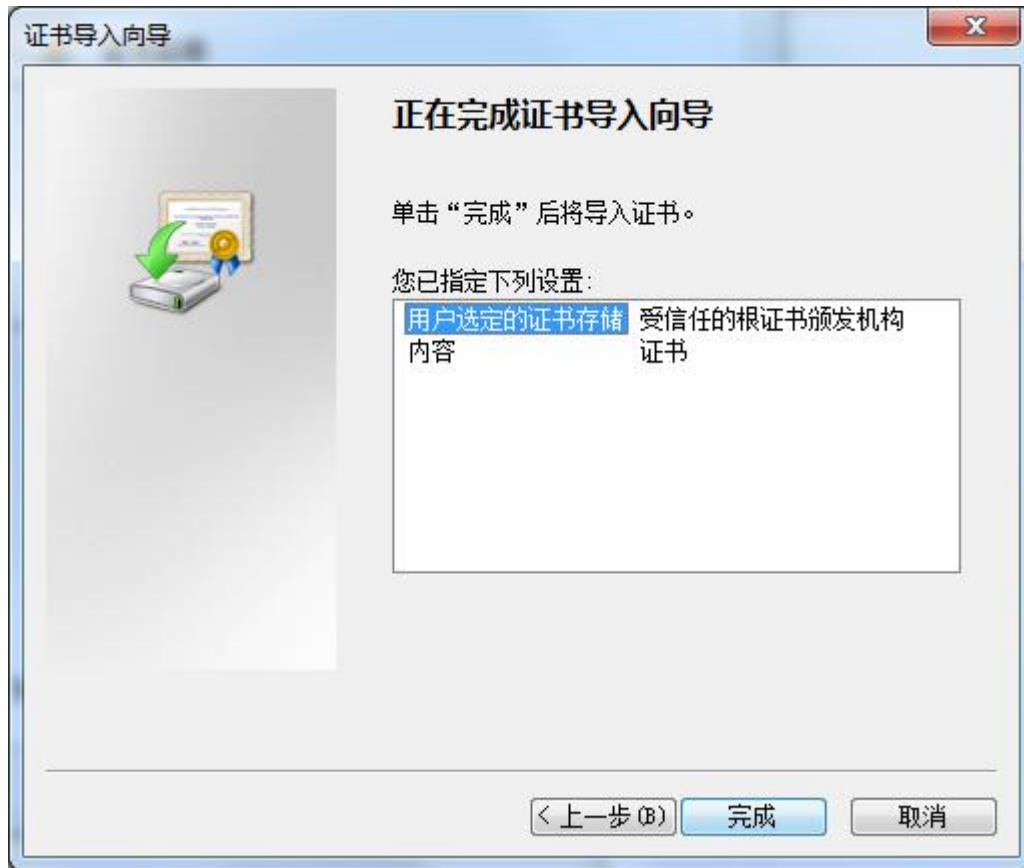 证书导入向导
正在完成证书导入向导
单击“完成”后将导入证书。
您已指定下列设置:
用户选定的证书存储 受信任的根证书颁发机构
内容 证书
< 上一步(B) 完成 取消